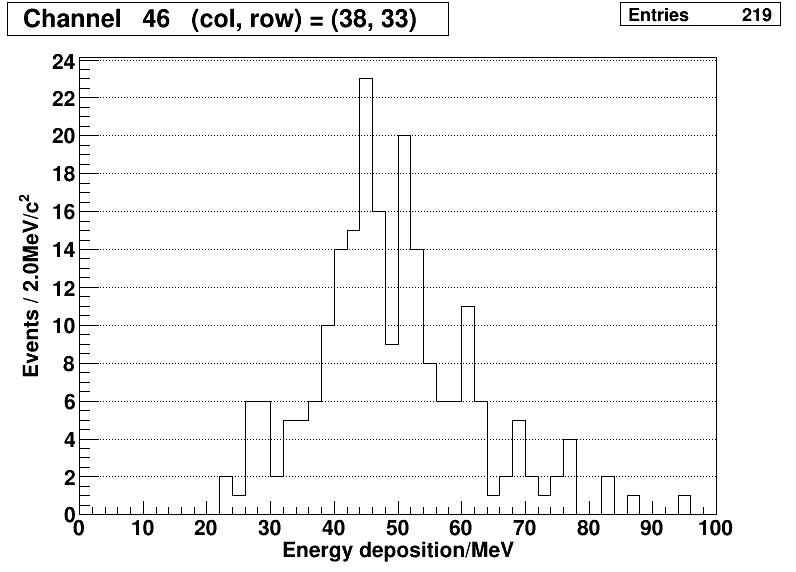 Channel 46 (col, row) = (38, 33)
Entries 219
Events / 2.0MeV/c²
24
22
20
18
16
14
12
10
8
6
4
2
0
0 10 20 30 40 50 60 70 80 90 100
Energy deposition/MeV